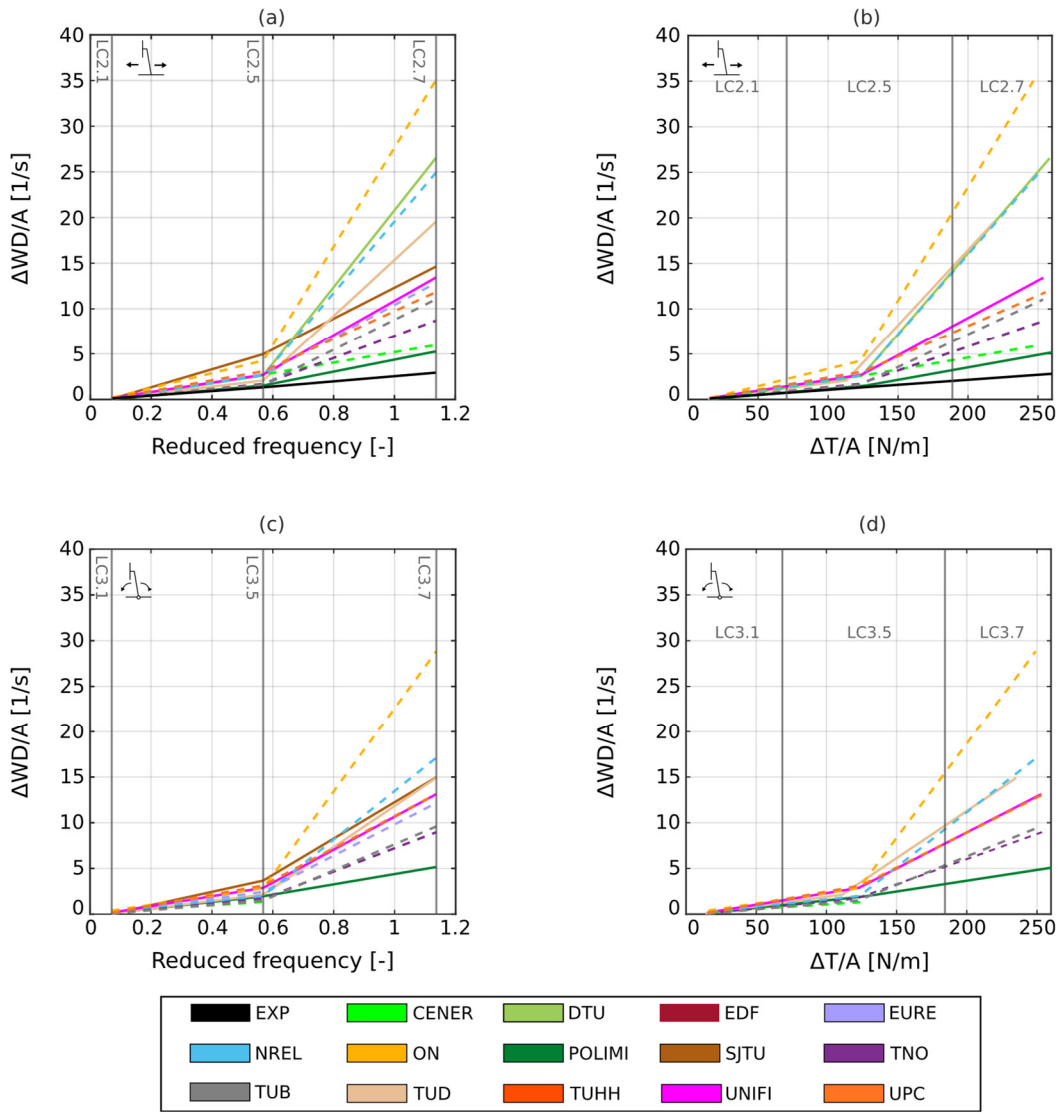 (a) (b)
40 35 30 25 20 15 10 5 0
ΔWD/A [1/s]
LC2.1 LC2.5 LC2.7
0 0.2 0.4 0.6 0.8 1 1.2
Reduced frequency [-]
40 35 30 25 20 15 10 5 0
ΔWD/A [1/s]
LC2.1 LC2.5 LC2.7
0 50 100 150 200 250
ΔT/A [N/m]
(c) (d)
40 35 30 25 20 15 10 5 0
ΔWD/A [1/s]
LC3.1 LC3.5 LC3.7
0 0.2 0.4 0.6 0.8 1 1.2
Reduced frequency [-]
40 35 30 25 20 15 10 5 0
ΔWD/A [1/s]
LC3.1 LC3.5 LC3.7
0 50 100 150 200 250
ΔT/A [N/m]
EXP CENER DTU EDF EURE
NREL ON POLIMI SJTU TNO
TUB TUD TUHH UNIFI UPC